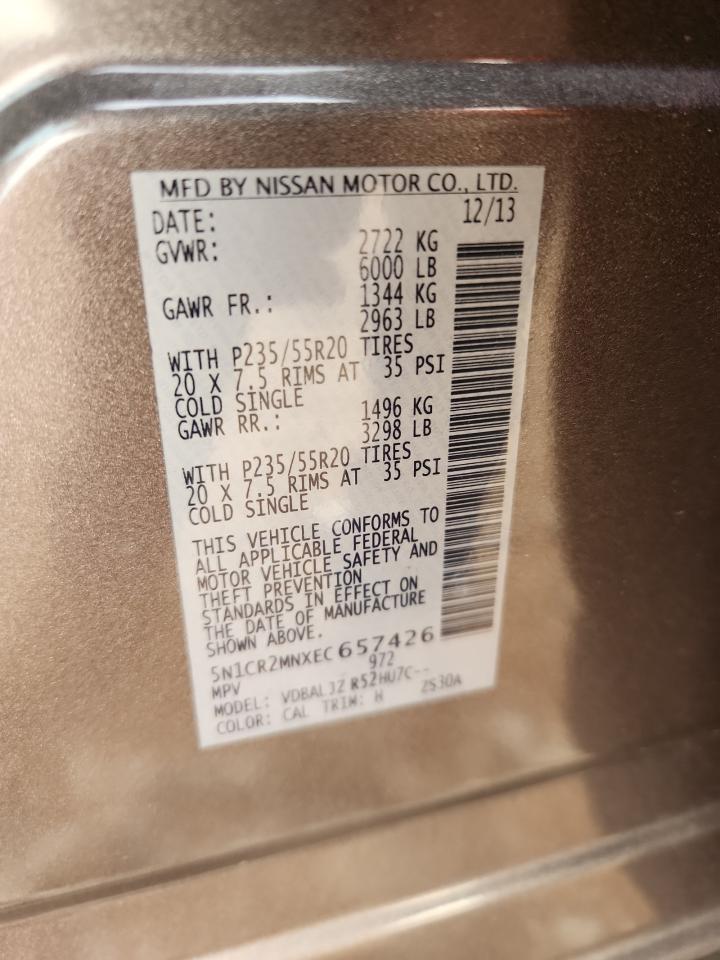 MFD BY NISSAN MOTOR CO., LTD.
DATE: 12/13
GVWR: 2722 KG
6000 LB
GAWR FR.: 1344 KG
2963 LB
WITH P235/55R20 TIRES
20 X 7.5 RIMS AT 35 PSI
COLD SINGLE
GAWR RR.: 1496 KG
3298 LB
WITH P235/55R20 TIRES
20 X 7.5 RIMS AT 35 PSI
COLD SINGLE
THIS VEHICLE CONFORMS TO
ALL APPLICABLE FEDERAL
MOTOR VEHICLE SAFETY AND
THEFT PREVENTION
STANDARDS IN EFFECT ON
THE DATE OF MANUFACTURE
SHOWN ABOVE.
5N1CR2MNXEC657426
MPV 972
MODEL: VDBALJZ R52HU7C-- ZS30A
COLOR: CAL TRIM: H